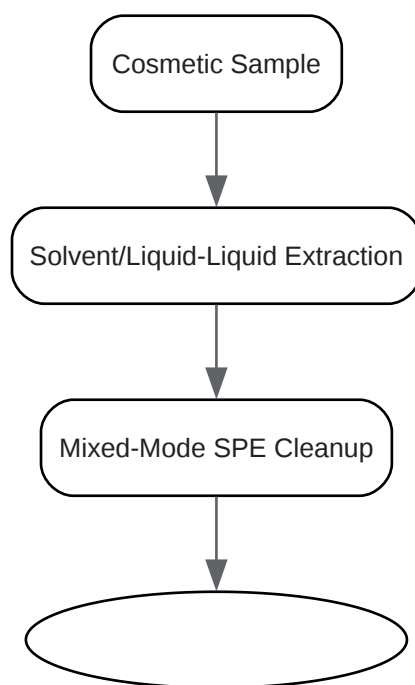 Cosmetic Sample
Solvent/Liquid-Liquid Extraction
Mixed-Mode SPE Cleanup